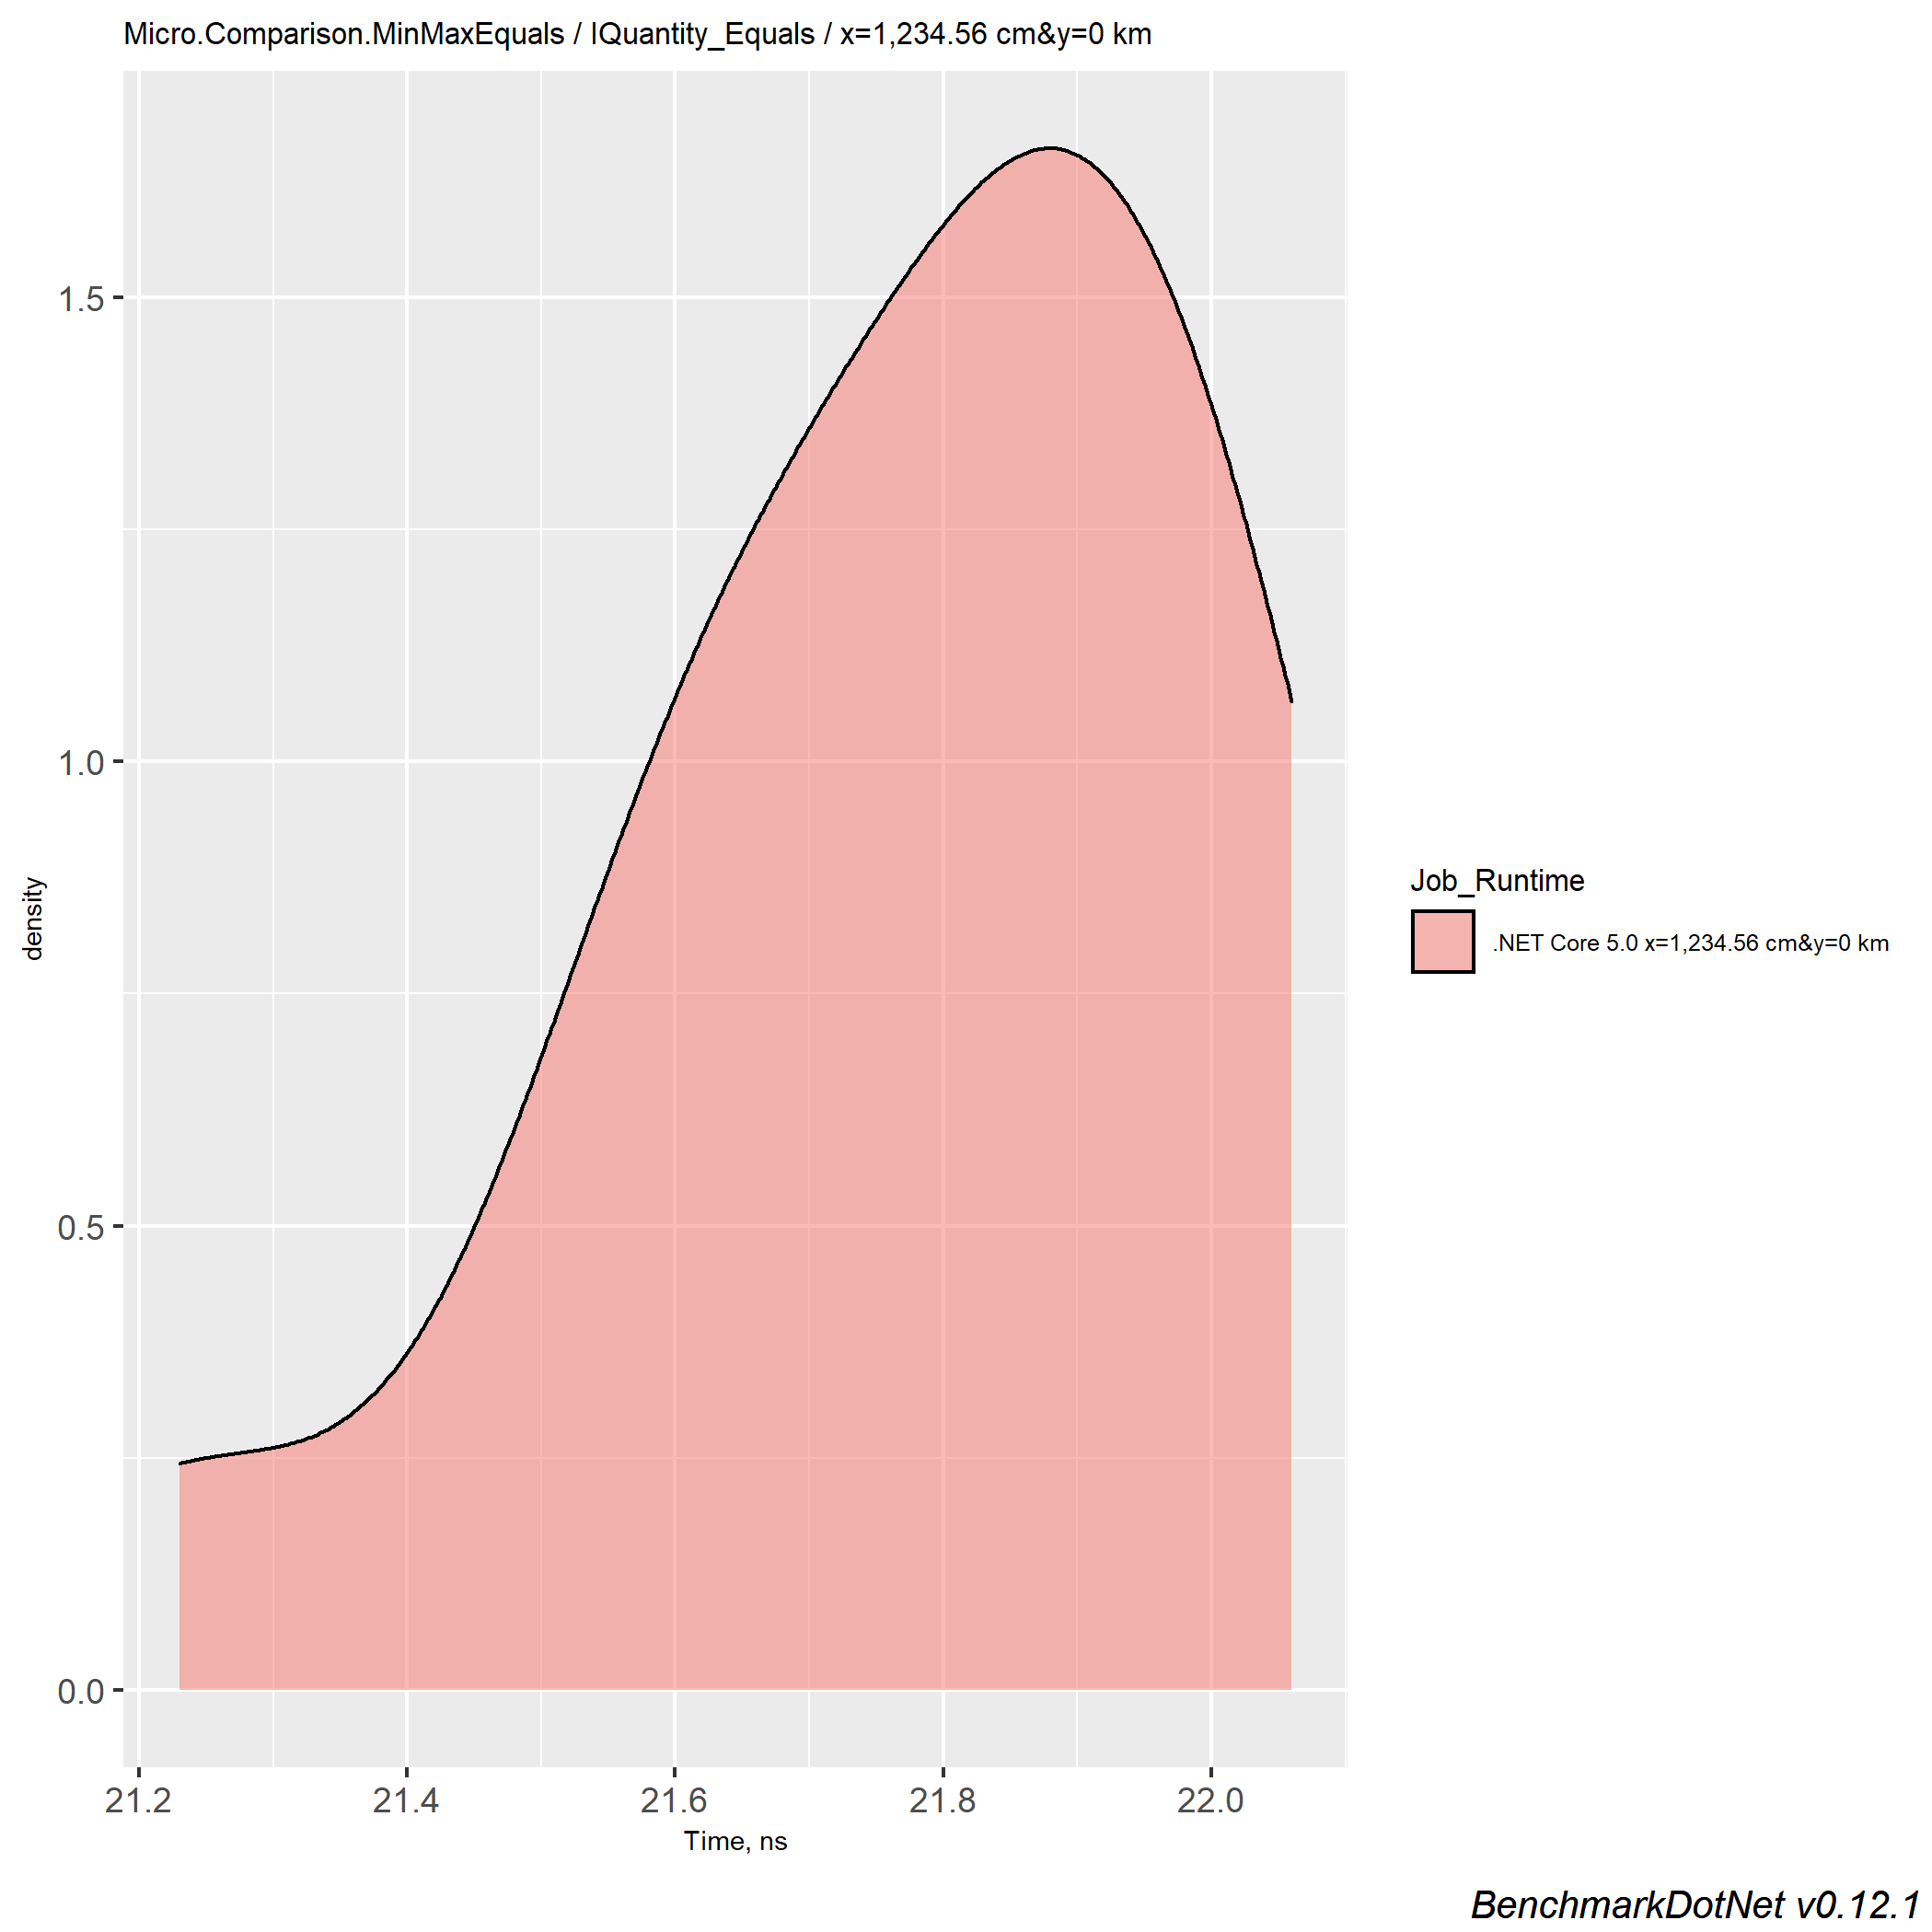 Micro.Comparison.MinMaxEquals / IQuantity_Equals / x=1,234.56 cm&y=0 km
1.5
1.0
0.5
0.0
density
21.2 21.4 21.6 21.8 22.0
Time, ns
Job_Runtime
.NET Core 5.0 x=1,234.56 cm&y=0 km
BenchmarkDotNet v0.12.1